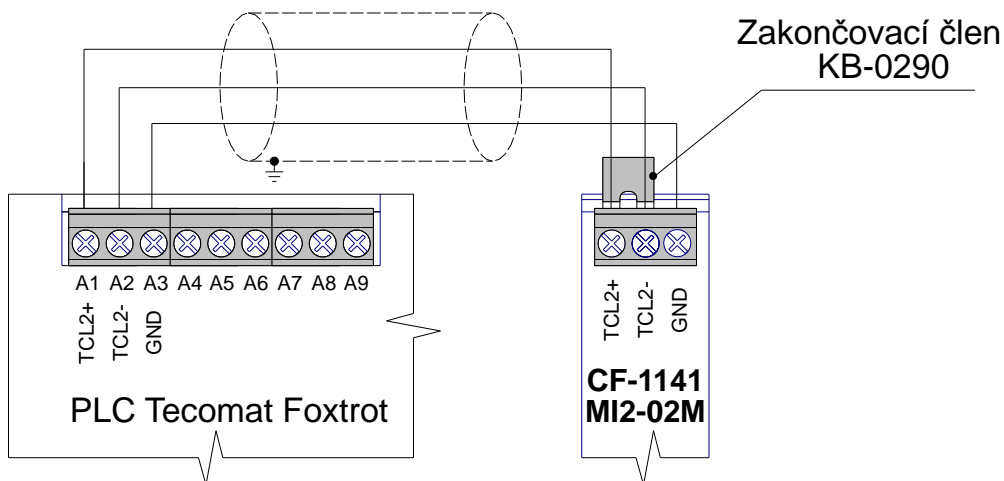 Zakončovací člen
KB-0290
A1 A2 A3 A4 A5 A6 A7 A8 A9
TCL2+
TCL2-
GND
PLC Tecomat Foxtrot
TCL2+
TCL2-
GND
CF-1141
MI2-02M